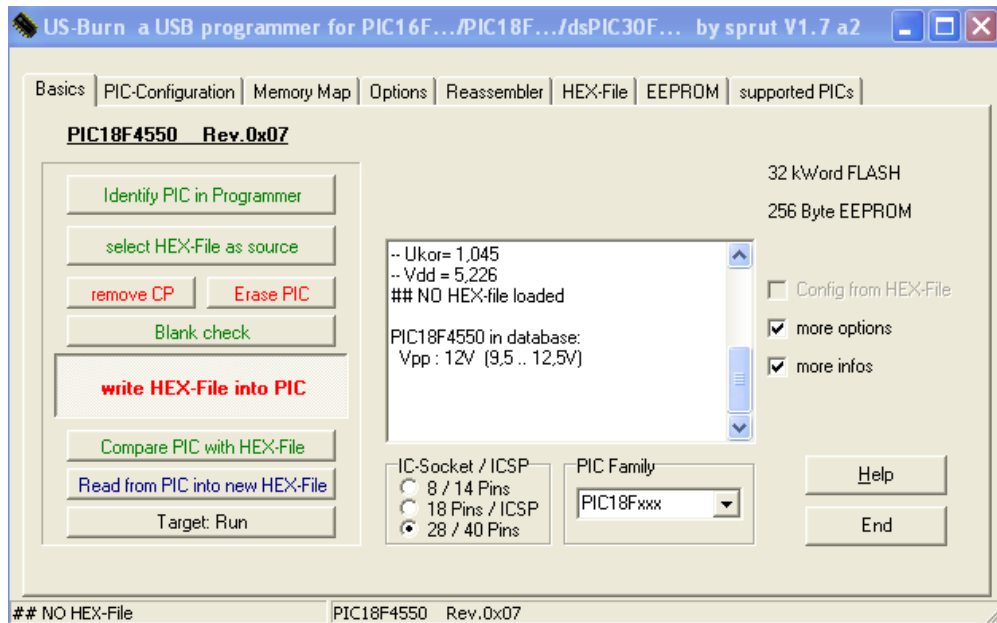 US-Burn a USB programmer for PIC16F.../PIC18F.../dsPIC30F... by sprut V1.7 a2
Basics PIC-Configuration Memory Map Options Reassembler HEX-File EEPROM supported PICs
PIC18F4550 Rev.0x07
Identify PIC in Programmer
select HEX-File as source
remove CP Erase PIC
Blank check
write HEX-File into PIC
Compare PIC with HEX-File
Read from PIC into new HEX-File
Target: Run
-- Ukor= 1,045
-- Vdd = 5,226
## NO HEX-file loaded
PIC18F4550 in database:
Vpp : 12V (9,5 .. 12,5V)
IC-Socket / ICSP
8 / 14 Pins
18 Pins / ICSP
28 / 40 Pins
PIC Family
PIC18Fxxx
32 kWord FLASH
256 Byte EEPROM
Config from HEX-File
more options
more infos
Help
End
## NO HEX-File PIC18F4550 Rev.0x07